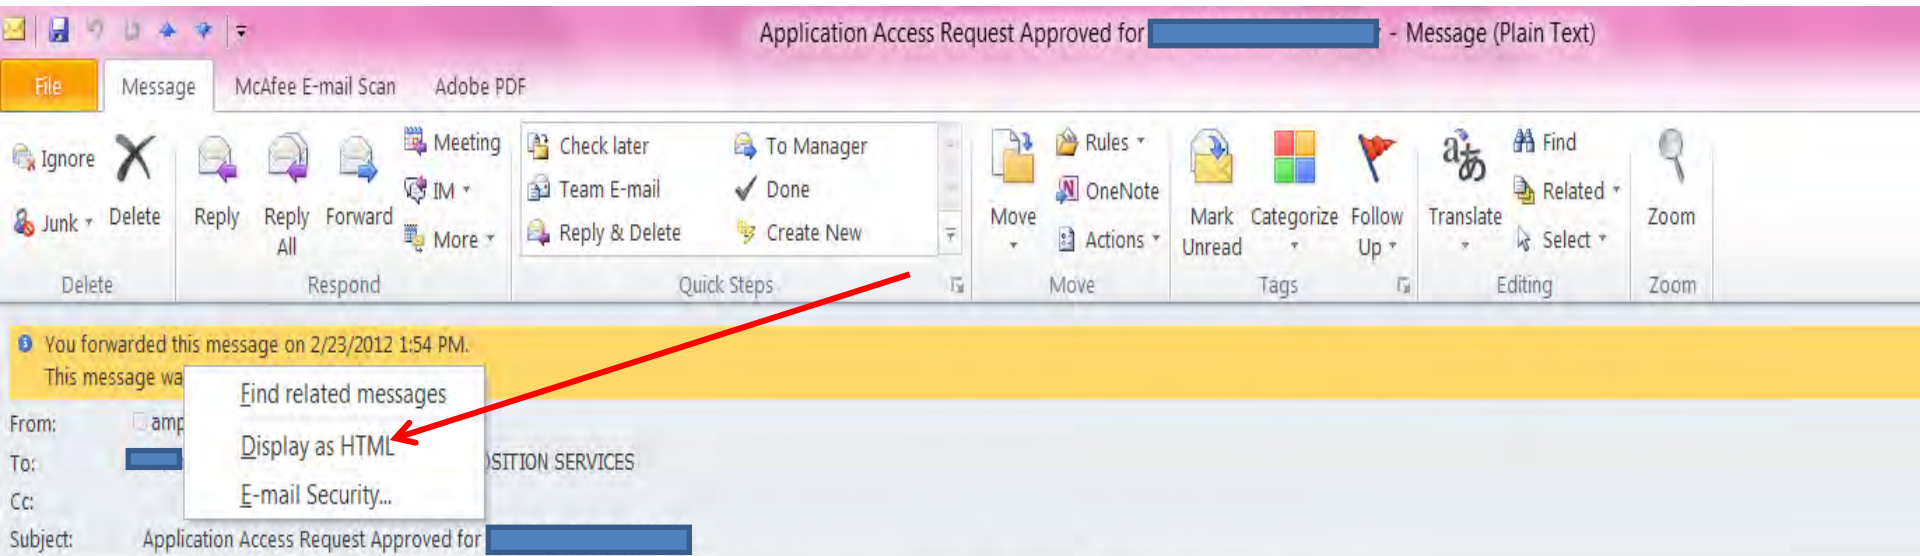 Application Access Request Approved for - Message (Plain Text)
File Message McAfee E-mail Scan Adobe PDF
Ignore
Junk
Delete
Delete
Reply
Reply All
Forward
Meeting
IM
More
Respond
Check later
Team E-mail
Reply & Delete
To Manager
Done
Create New
Quick Steps
Move
Rules
OneNote
Actions
Move
Mark Unread
Categorize
Follow Up
Tags
Translate
Find
Related
Select
Editing
Zoom
Zoom
You forwarded this message on 2/23/2012 1:54 PM.
This message wa
Find related messages
Display as HTML
E-mail Security...
From: amp
To: SITION SERVICES
Cc:
Subject: Application Access Request Approved for